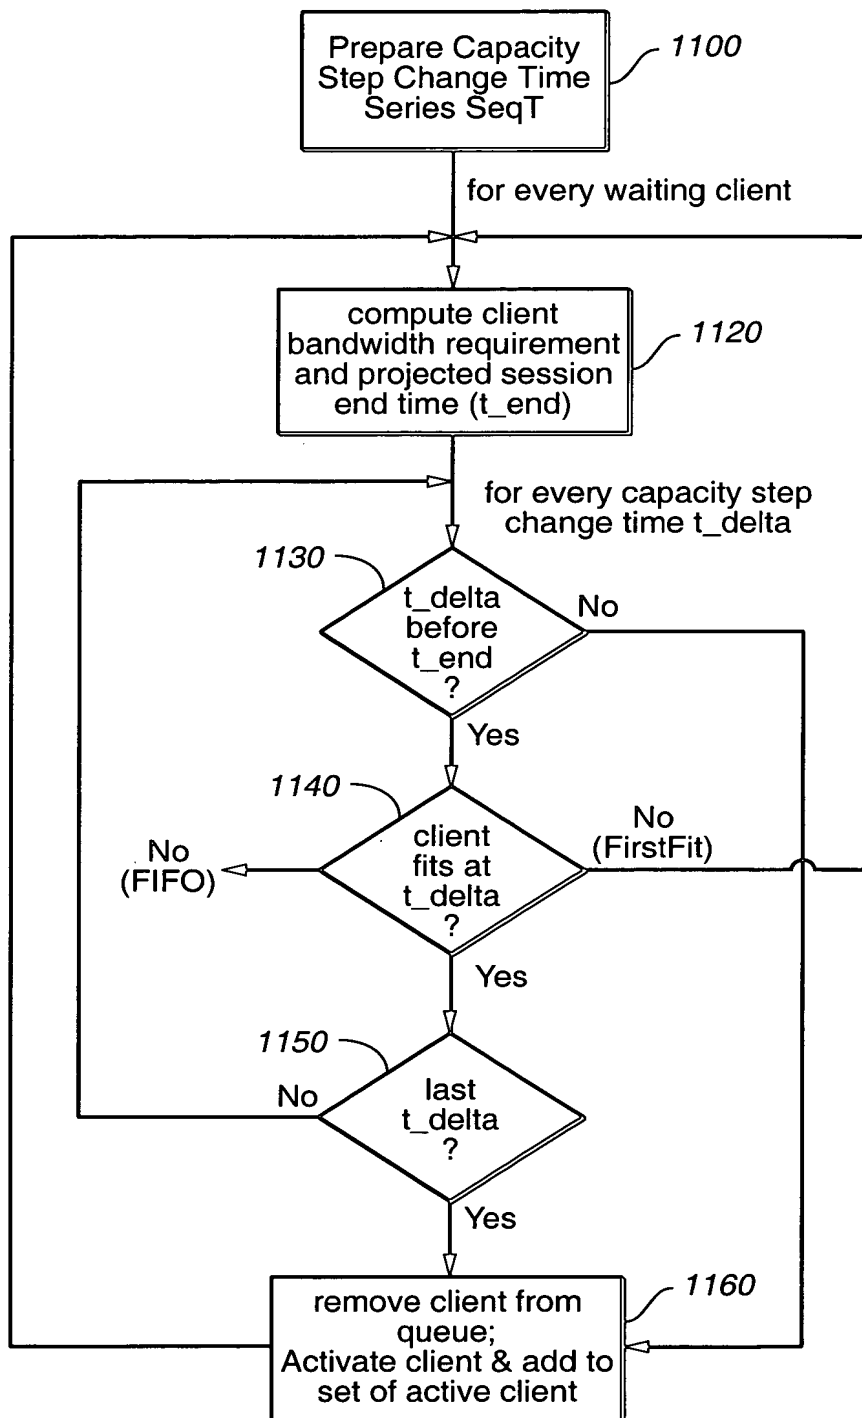 Prepare Capacity
Step Change Time
Series SeqT
1100
for every waiting client
compute client
bandwidth requirement
and projected session
end time (t_end)
1120
for every capacity step
change time t_delta
1130
t_delta
before
t_end
?
No
Yes
1140
client
fits at
t_delta
?
No
(FIFO)
No
(FirstFit)
Yes
1150
last
t_delta
?
No
Yes
remove client from
queue;
Activate client & add to
set of active client
1160